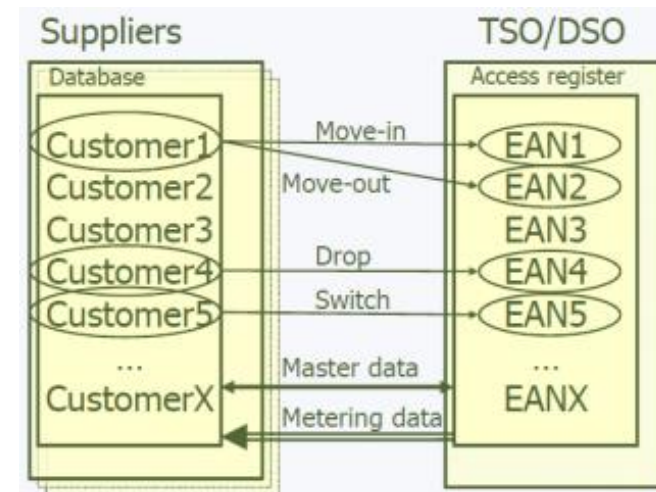 Suppliers
TSO/DSO
Database
Access register
Customer1
Move-in
EAN1
Customer2
Move-out
EAN2
Customer3
EAN3
Customer4
Drop
EAN4
Customer5
Switch
EAN5
...
Master data
...
CustomerX
EANX
Metering data